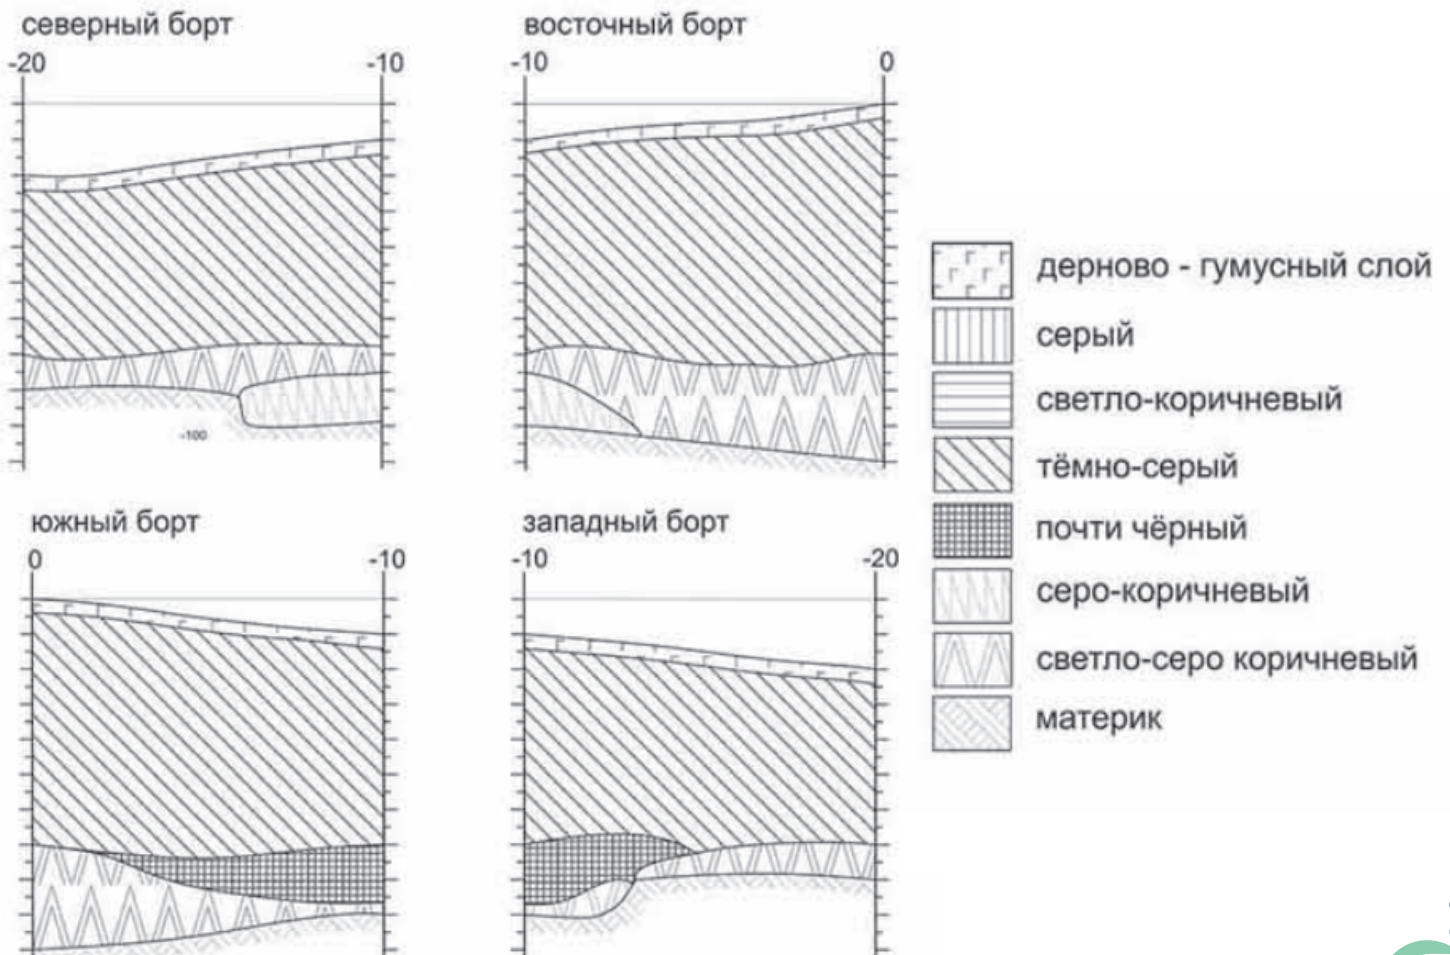 северный борт
-20 -10
-100
восточный борт
-10 0
южный борт
0 -10
западный борт
-10 -20
дерново - гумусный слой
серый
светло-коричневый
тёмно-серый
почти чёрный
серо-коричневый
светло-серо коричневый
материк